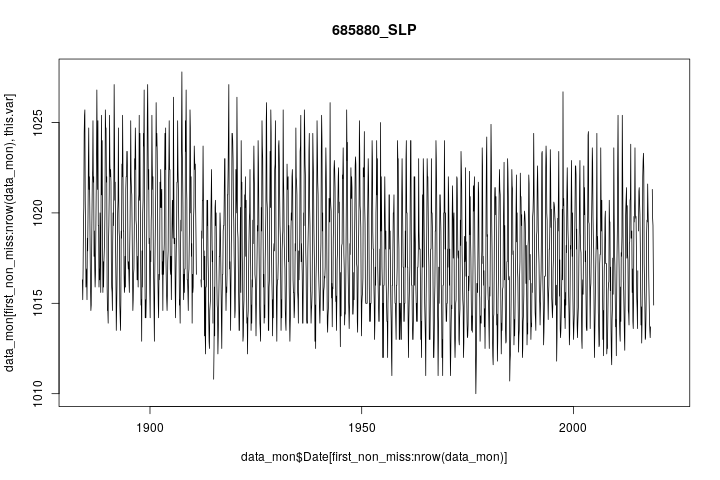 685880_SLP
data_mon[first_non_miss:nrow(data_mon), this.var]
1025
1020
1015
1010
1900
1950
2000
data_mon$Date[first_non_miss:nrow(data_mon)]